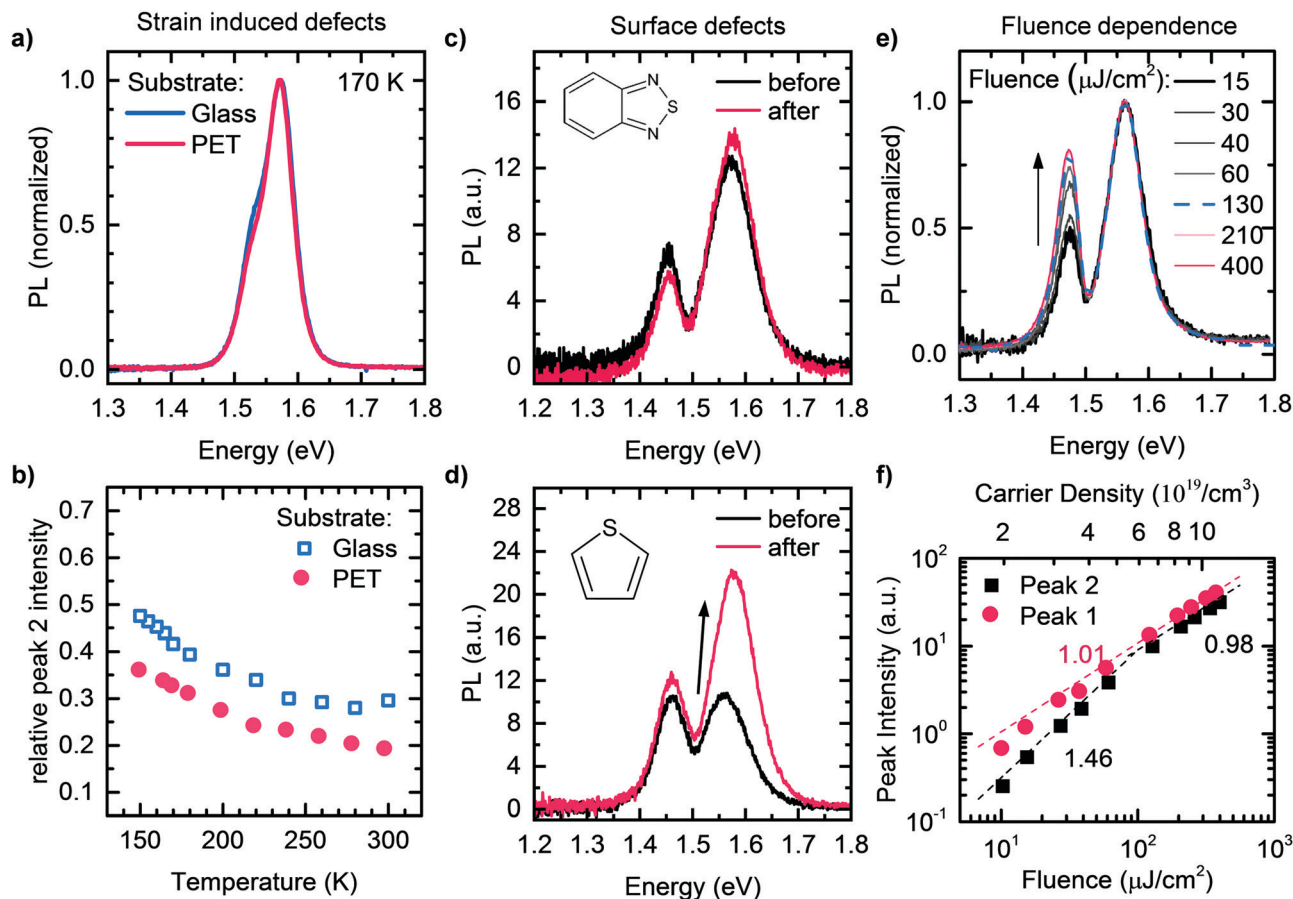 Strain induced defects
a)
Substrate:
170 K
Glass
PET
1.0
0.5
0.0
PL (normalized)
1.3 1.4 1.5 1.6 1.7 1.8
Energy (eV)
b)
Substrate:
Glass
PET
0.7
0.6
0.5
0.4
0.3
0.2
0.1
relative peak 2 intensity
150 200 250 300
Temperature (K)
Surface defects
c)
N
S
N
before
after
16
12
8
4
0
PL (a.u.)
1.2 1.3 1.4 1.5 1.6 1.7 1.8
Energy (eV)
d)
S
before
after
28
24
20
16
12
8
4
0
PL (a.u.)
1.2 1.3 1.4 1.5 1.6 1.7 1.8
Energy (eV)
Fluence dependence
e)
Fluence (μJ/cm²):
15
30
40
60
130
210
400
1.0
0.5
0.0
PL (normalized)
1.3 1.4 1.5 1.6 1.7 1.8
Energy (eV)
f)
Carrier Density (10¹⁹/cm³)
2 4 6 8 10
Peak 2
Peak 1
1.01
0.98
1.46
10²
10¹
10⁰
10⁻¹
Peak Intensity (a.u.)
10¹ 10² 10³
Fluence (μJ/cm²)